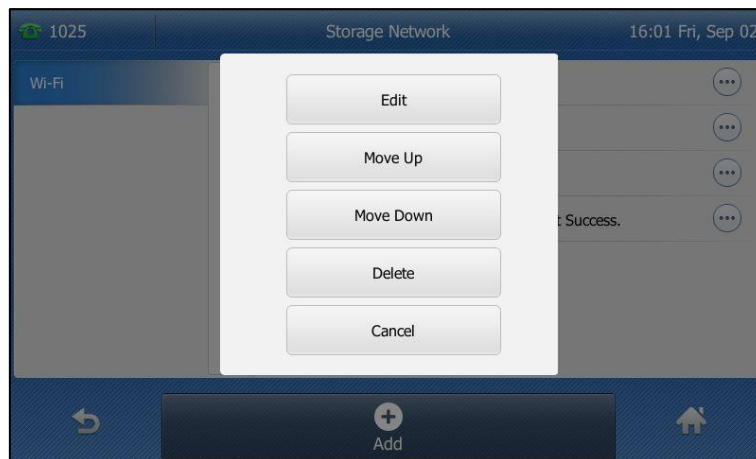 1025 Storage Network 16:01 Fri, Sep 02
Wi-Fi
Edit
Move Up
Move Down
Success.
Delete
Cancel
Add